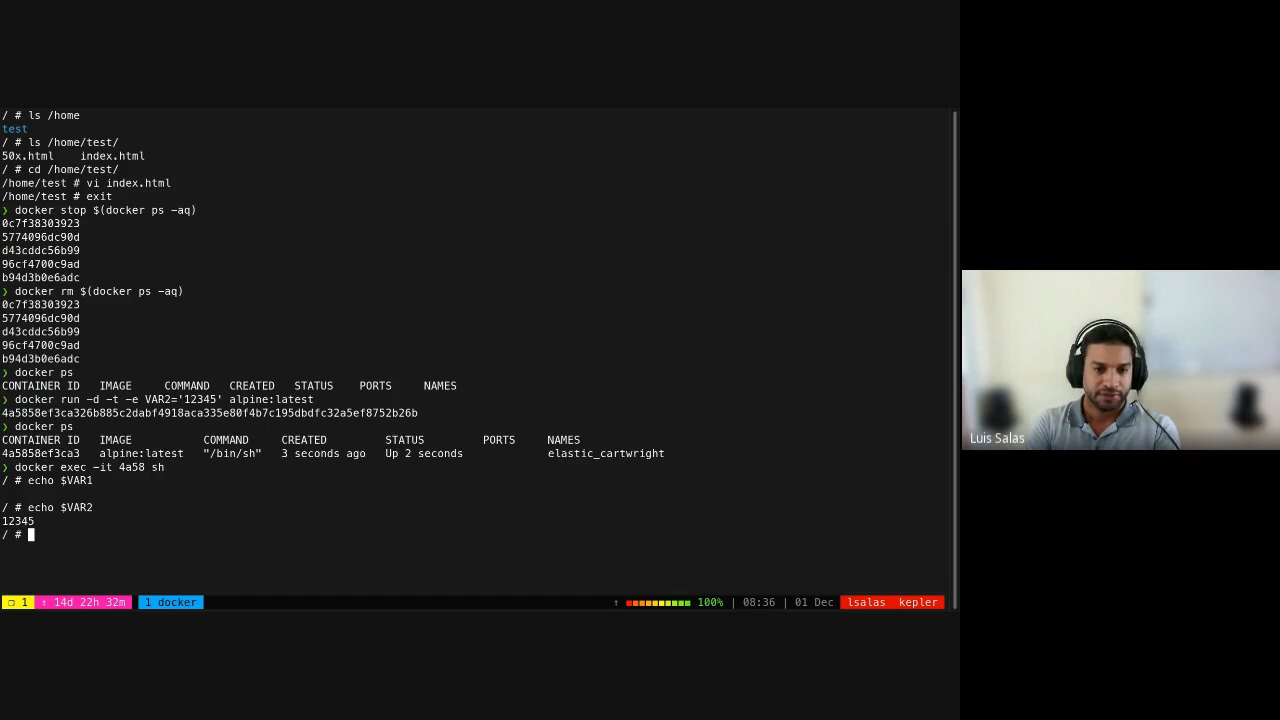 / # ls /home
test
/ # ls /home/test/
50x.html    index.html
/ # cd /home/test/
/home/test # vi index.html
/home/test # exit
❯ docker stop $(docker ps -aq)
0c7f38303923
5774096dc90d
d43cddc56b99
96cf4700c9ad
b94d3b0e6adc
❯ docker rm $(docker ps -aq)
0c7f38303923
5774096dc90d
d43cddc56b99
96cf4700c9ad
b94d3b0e6adc
❯ docker ps
CONTAINER ID   IMAGE     COMMAND   CREATED   STATUS    PORTS     NAMES
❯ docker run -d -t -e VAR2='12345' alpine:latest
4a5858ef3ca326b885c2dabf4918aca335e80f4b7c195dbdfc32a5ef8752b26b
❯ docker ps
CONTAINER ID   IMAGE           COMMAND     CREATED         STATUS         PORTS     NAMES
4a5858ef3ca3   alpine:latest   "/bin/sh"   3 seconds ago   Up 2 seconds             elastic_cartwright
❯ docker exec -it 4a58 sh
/ # echo $VAR1
/ # echo $VAR2
12345
/ #
❐ 1 ↑ 14d 22h 32m 1 docker ↑ 100% | 08:36 | 01 Dec lsalas kepler
Luis Salas